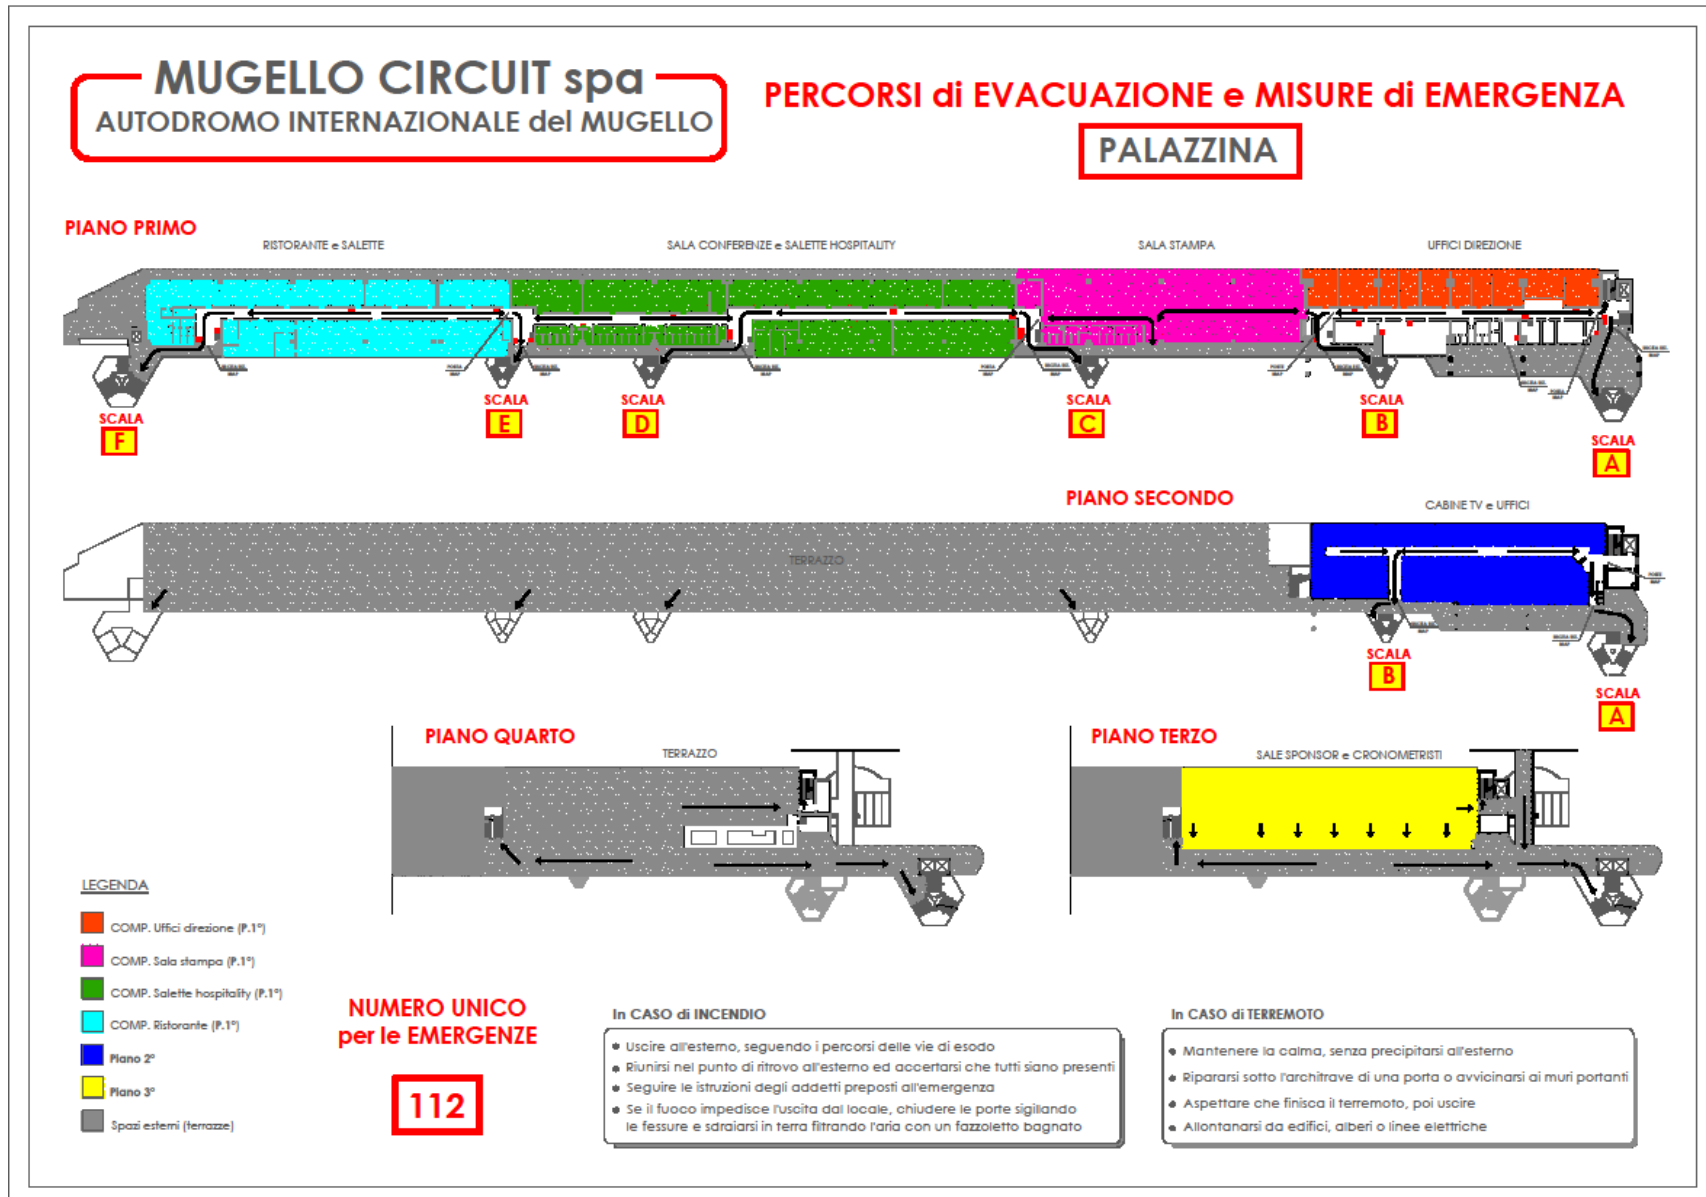 MUGELLO CIRCUIT spa
AUTODROMO INTERNAZIONALE del MUGELLO
PERCORSI di EVACUAZIONE e MISURE di EMERGENZA
PALAZZINA
PIANO PRIMO
RISTORANTE e SALETTE
SALA CONFERENZE e SALETTE HOSPITALITY
SALA STAMPA
UFFICI DIREZIONE
SCALA
F
SCALA
E
SCALA
D
SCALA
C
SCALA
B
SCALA
A
PIANO SECONDO
CABINE TV e UFFICI
TERRAZZO
SCALA
B
SCALA
A
PIANO QUARTO
TERRAZZO
PIANO TERZO
SALE SPONSOR e CRONOMETRISTI
LEGENDA
COMP. Uffici direzione (P.1°)
COMP. Sala stampa (P.1°)
COMP. Salette hospitality (P.1°)
COMP. Ristorante (P.1°)
Piano 2°
Piano 3°
Spazi esterni (terrazze)
NUMERO UNICO
per le EMERGENZE
112
In CASO di INCENDIO
Uscire all'esterno, seguendo i percorsi delle vie di esodo
Riunirsi nel punto di ritrovo all'esterno ed accertarsi che tutti siano presenti
Seguire le istruzioni degli addetti preposti all'emergenza
Se il fuoco impedisce l'uscita dal locale, chiudere le porte sigillando
le fessure e sdraiarsi in terra filtrando l'aria con un fazzoletto bagnato
In CASO di TERREMOTO
Mantenere la calma, senza precipitarsi all'esterno
Ripararsi sotto l'architrave di una porta o avvicinarsi ai muri portanti
Aspettare che finisca il terremoto, poi uscire
Allontanarsi da edifici, alberi o linee elettriche